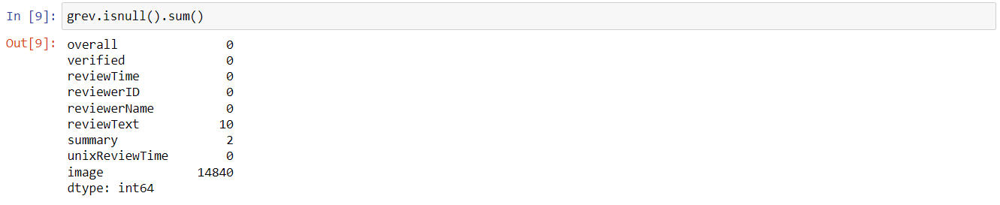 In [9]: grev.isnull().sum()
Out[9]: overall 0
verified 0
reviewTime 0
reviewerID 0
reviewerName 0
reviewText 10
summary 2
unixReviewTime 0
image 14840
dtype: int64